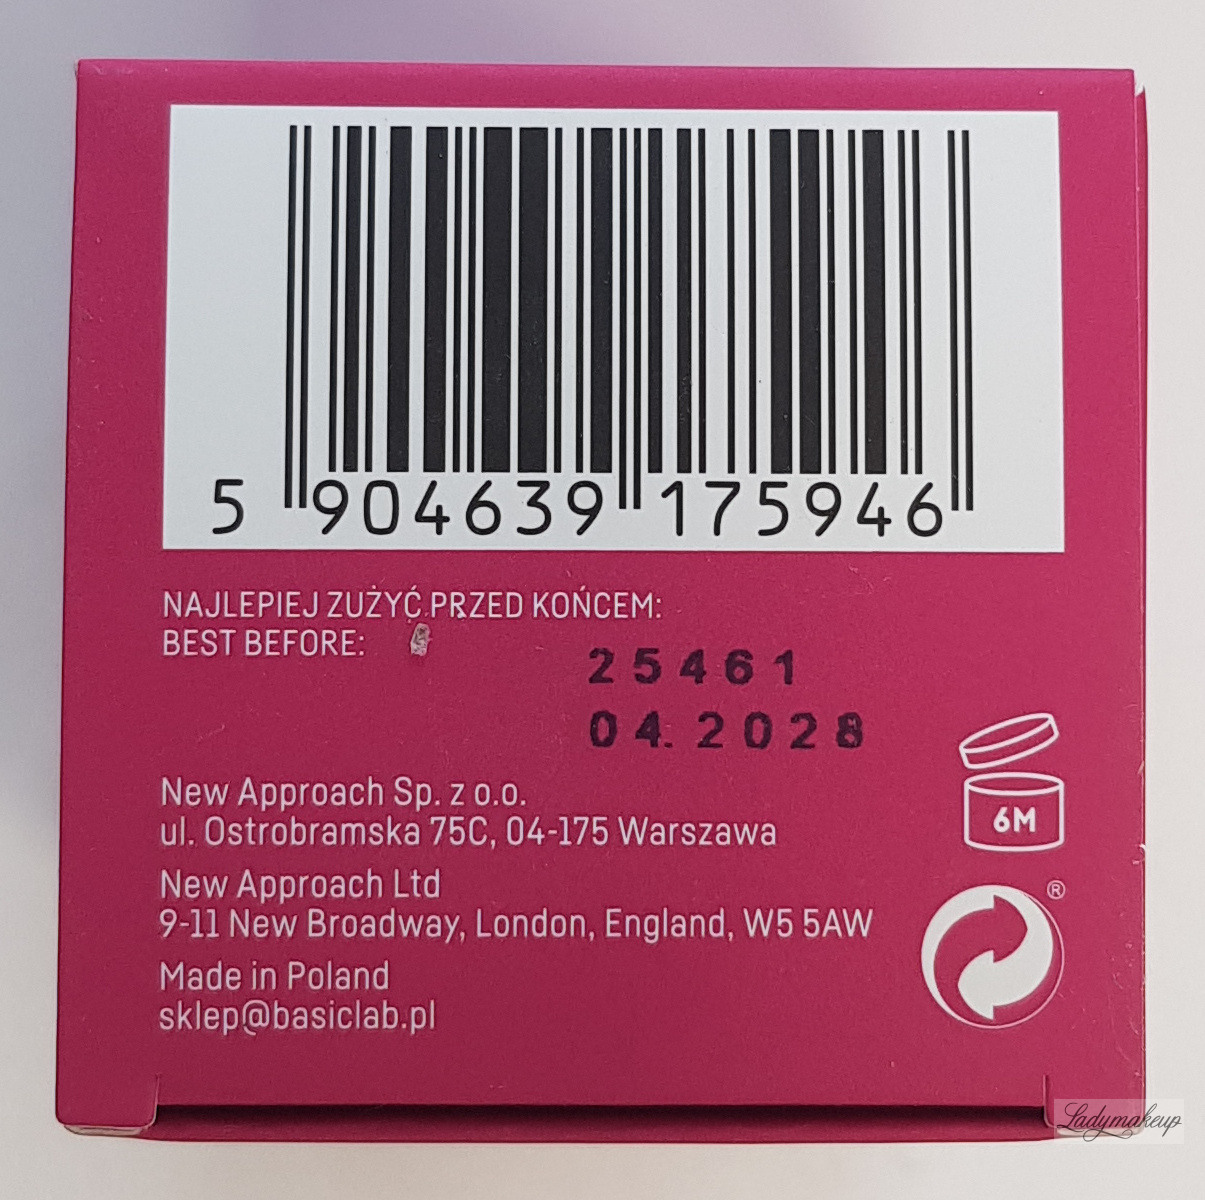 5 904639 175946
NAJLEPIEJ ZUŻYĆ PRZED KOŃCEM:
BEST BEFORE:
25461
04.2028
New Approach Sp. z o.o.
ul. Ostrobramska 75C, 04-175 Warszawa
6M
New Approach Ltd
9-11 New Broadway, London, England, W5 5AW
®
Made in Poland
sklep@basiclab.pl
Ladymakeup